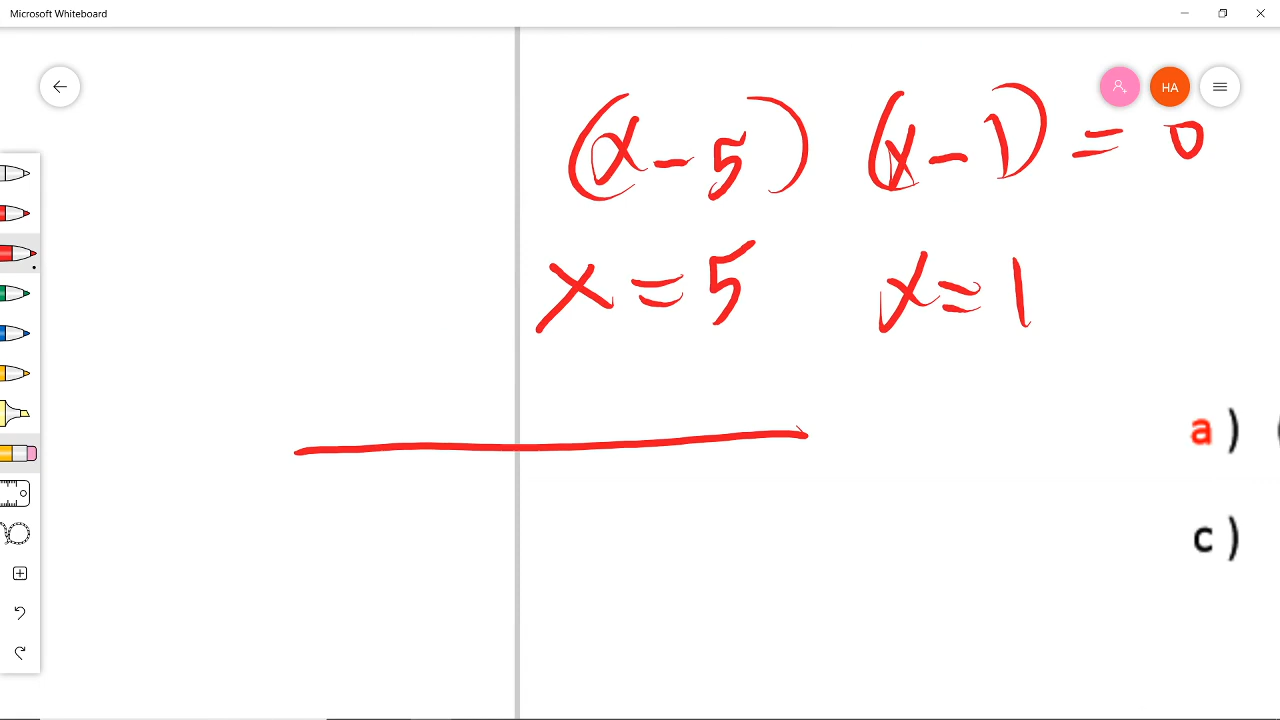 Microsoft Whiteboard
HA
(x - 5) (x - 1) = 0
x = 5 x = 1
a)
c)